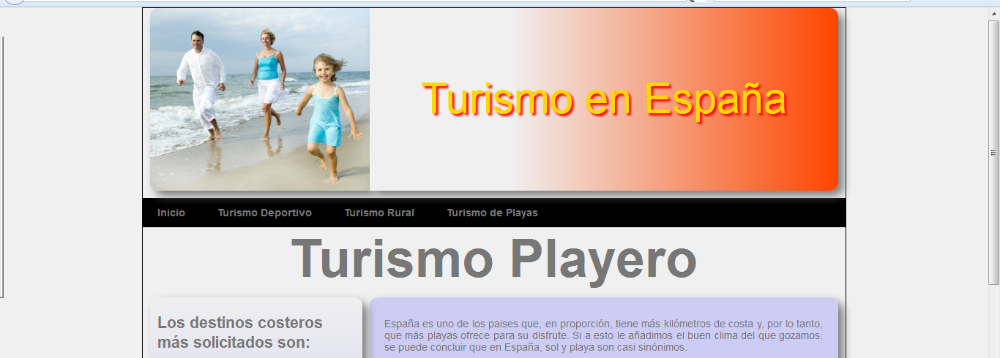 Turismo en España
Inicio Turismo Deportivo Turismo Rural Turismo de Playas
Turismo Playero
Los destinos costeros
más solicitados son:
España es uno de los paises que, en proporción, tiene más kilómetros de costa y, por lo tanto,
que más playas ofrece para su disfrute. Si a esto le añadimos el buen clima del que gozamos,
se puede concluir que en España, sol y playa son casi sinónimos.